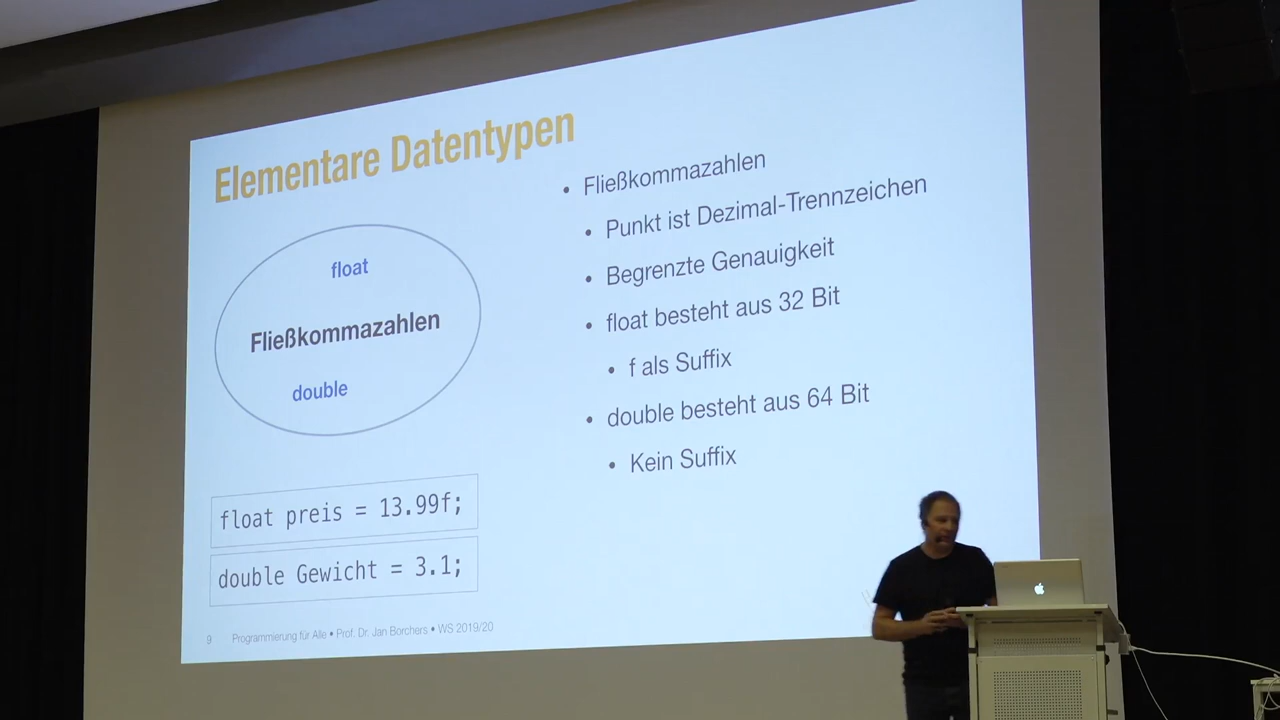 Elementare Datentypen
float
Fließkommazahlen
double
float preis = 13.99f;
double Gewicht = 3.1;
• Fließkommazahlen
• Punkt ist Dezimal-Trennzeichen
• Begrenzte Genauigkeit
• float besteht aus 32 Bit
• f als Suffix
• double besteht aus 64 Bit
• Kein Suffix
9 Programmierung für Alle • Prof. Dr. Jan Borchers • WS 2019/20